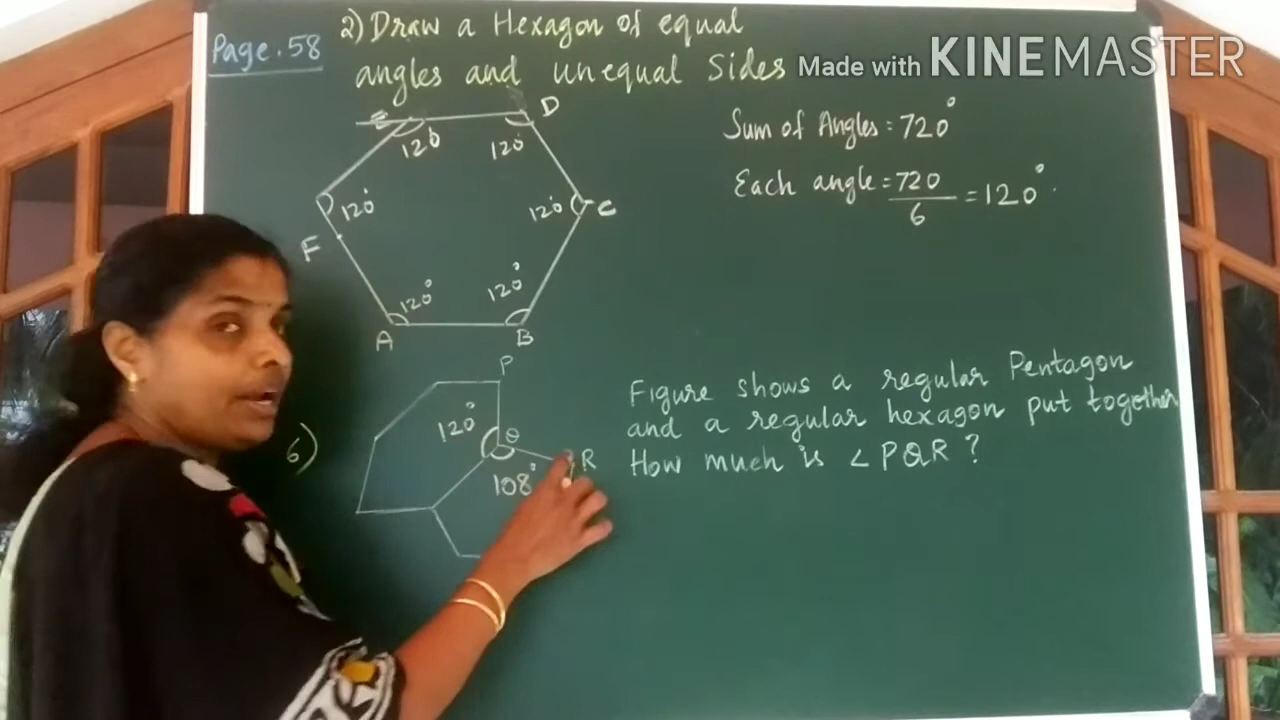 Page. 58
2) Draw a Hexagon of equal
angles and unequal Sides
Made with KINEMASTER
Sum of Angles = 720°
Each angle = 720/6 = 120°.
E
D
120°
120°
120°
120°
C
F
120°
120°
A
B
P
6)
120°
Q
R
108°
Figure shows a regular Pentagon
and a regular hexagon put together
How much is ∠PQR ?